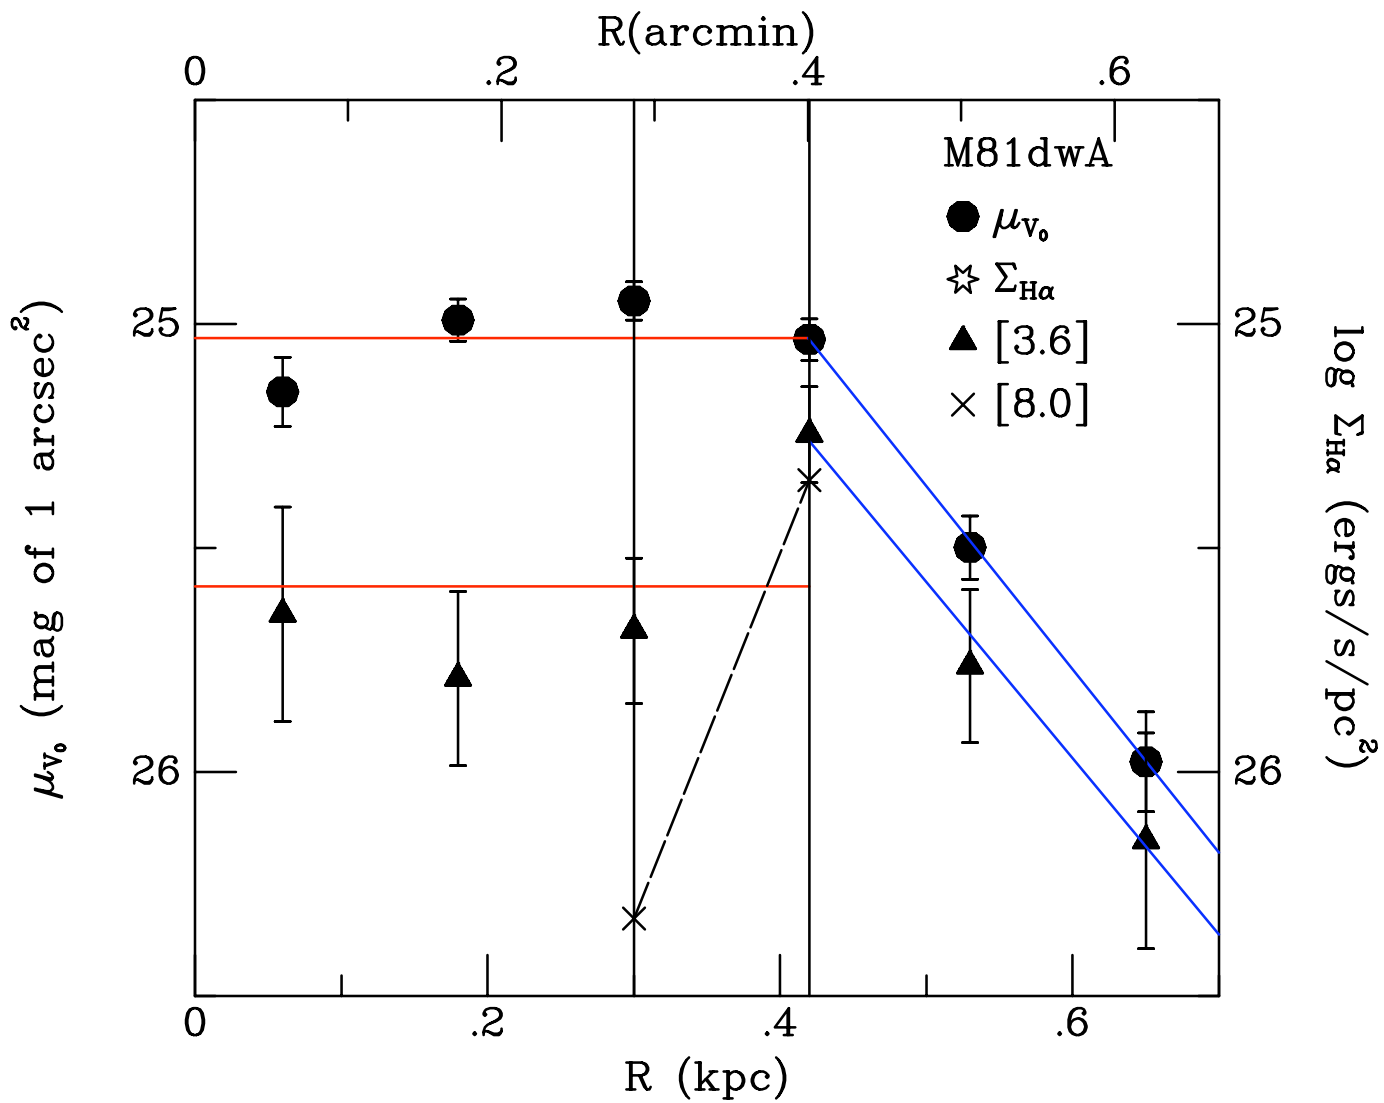 R(arcmin)
0 .2 .4 .6
M81dwA
μV₀
ΣHα
[3.6]
[8.0]
25
26
μV₀ (mag of 1 arcsec²)
25
26
log ΣHα (ergs/s/pc²)
0 .2 .4 .6
R (kpc)